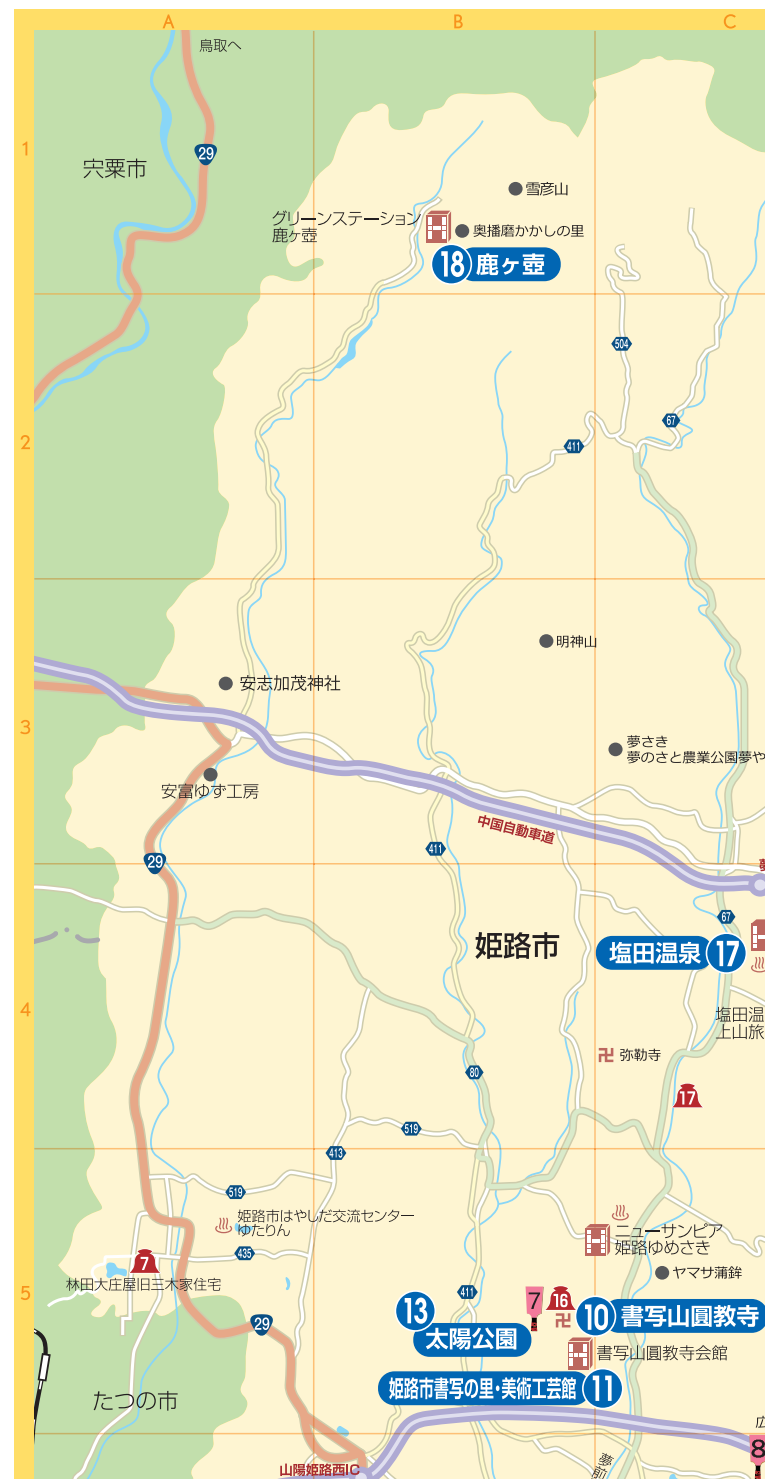 A
B
C
鳥取へ
1
29
宍粟市
雪彦山
グリーンステーション
鹿ヶ壺
奥播磨かかしの里
18 鹿ヶ壺
504
67
2
411
明神山
安志加茂神社
3
夢さき
夢のさと農業公園夢や
安富ゆず工房
中国自動車道
411
29
67
姫路市
塩田温泉 17
4
塩田温
上山旅
弥勒寺
80
17
519
413
519
姫路市はやしだ交流センター
ゆたりん
ニューサンピア
姫路ゆめさき
435
7
ヤマサ蒲鉾
林田大庄屋旧三木家住宅
5
411
7
16
13
太陽公園
10 書写山圓教寺
29
書写山圓教寺会館
姫路市書写の里・美術工芸館 11
たつの市
広
8
山陽姫路西IC
夢前